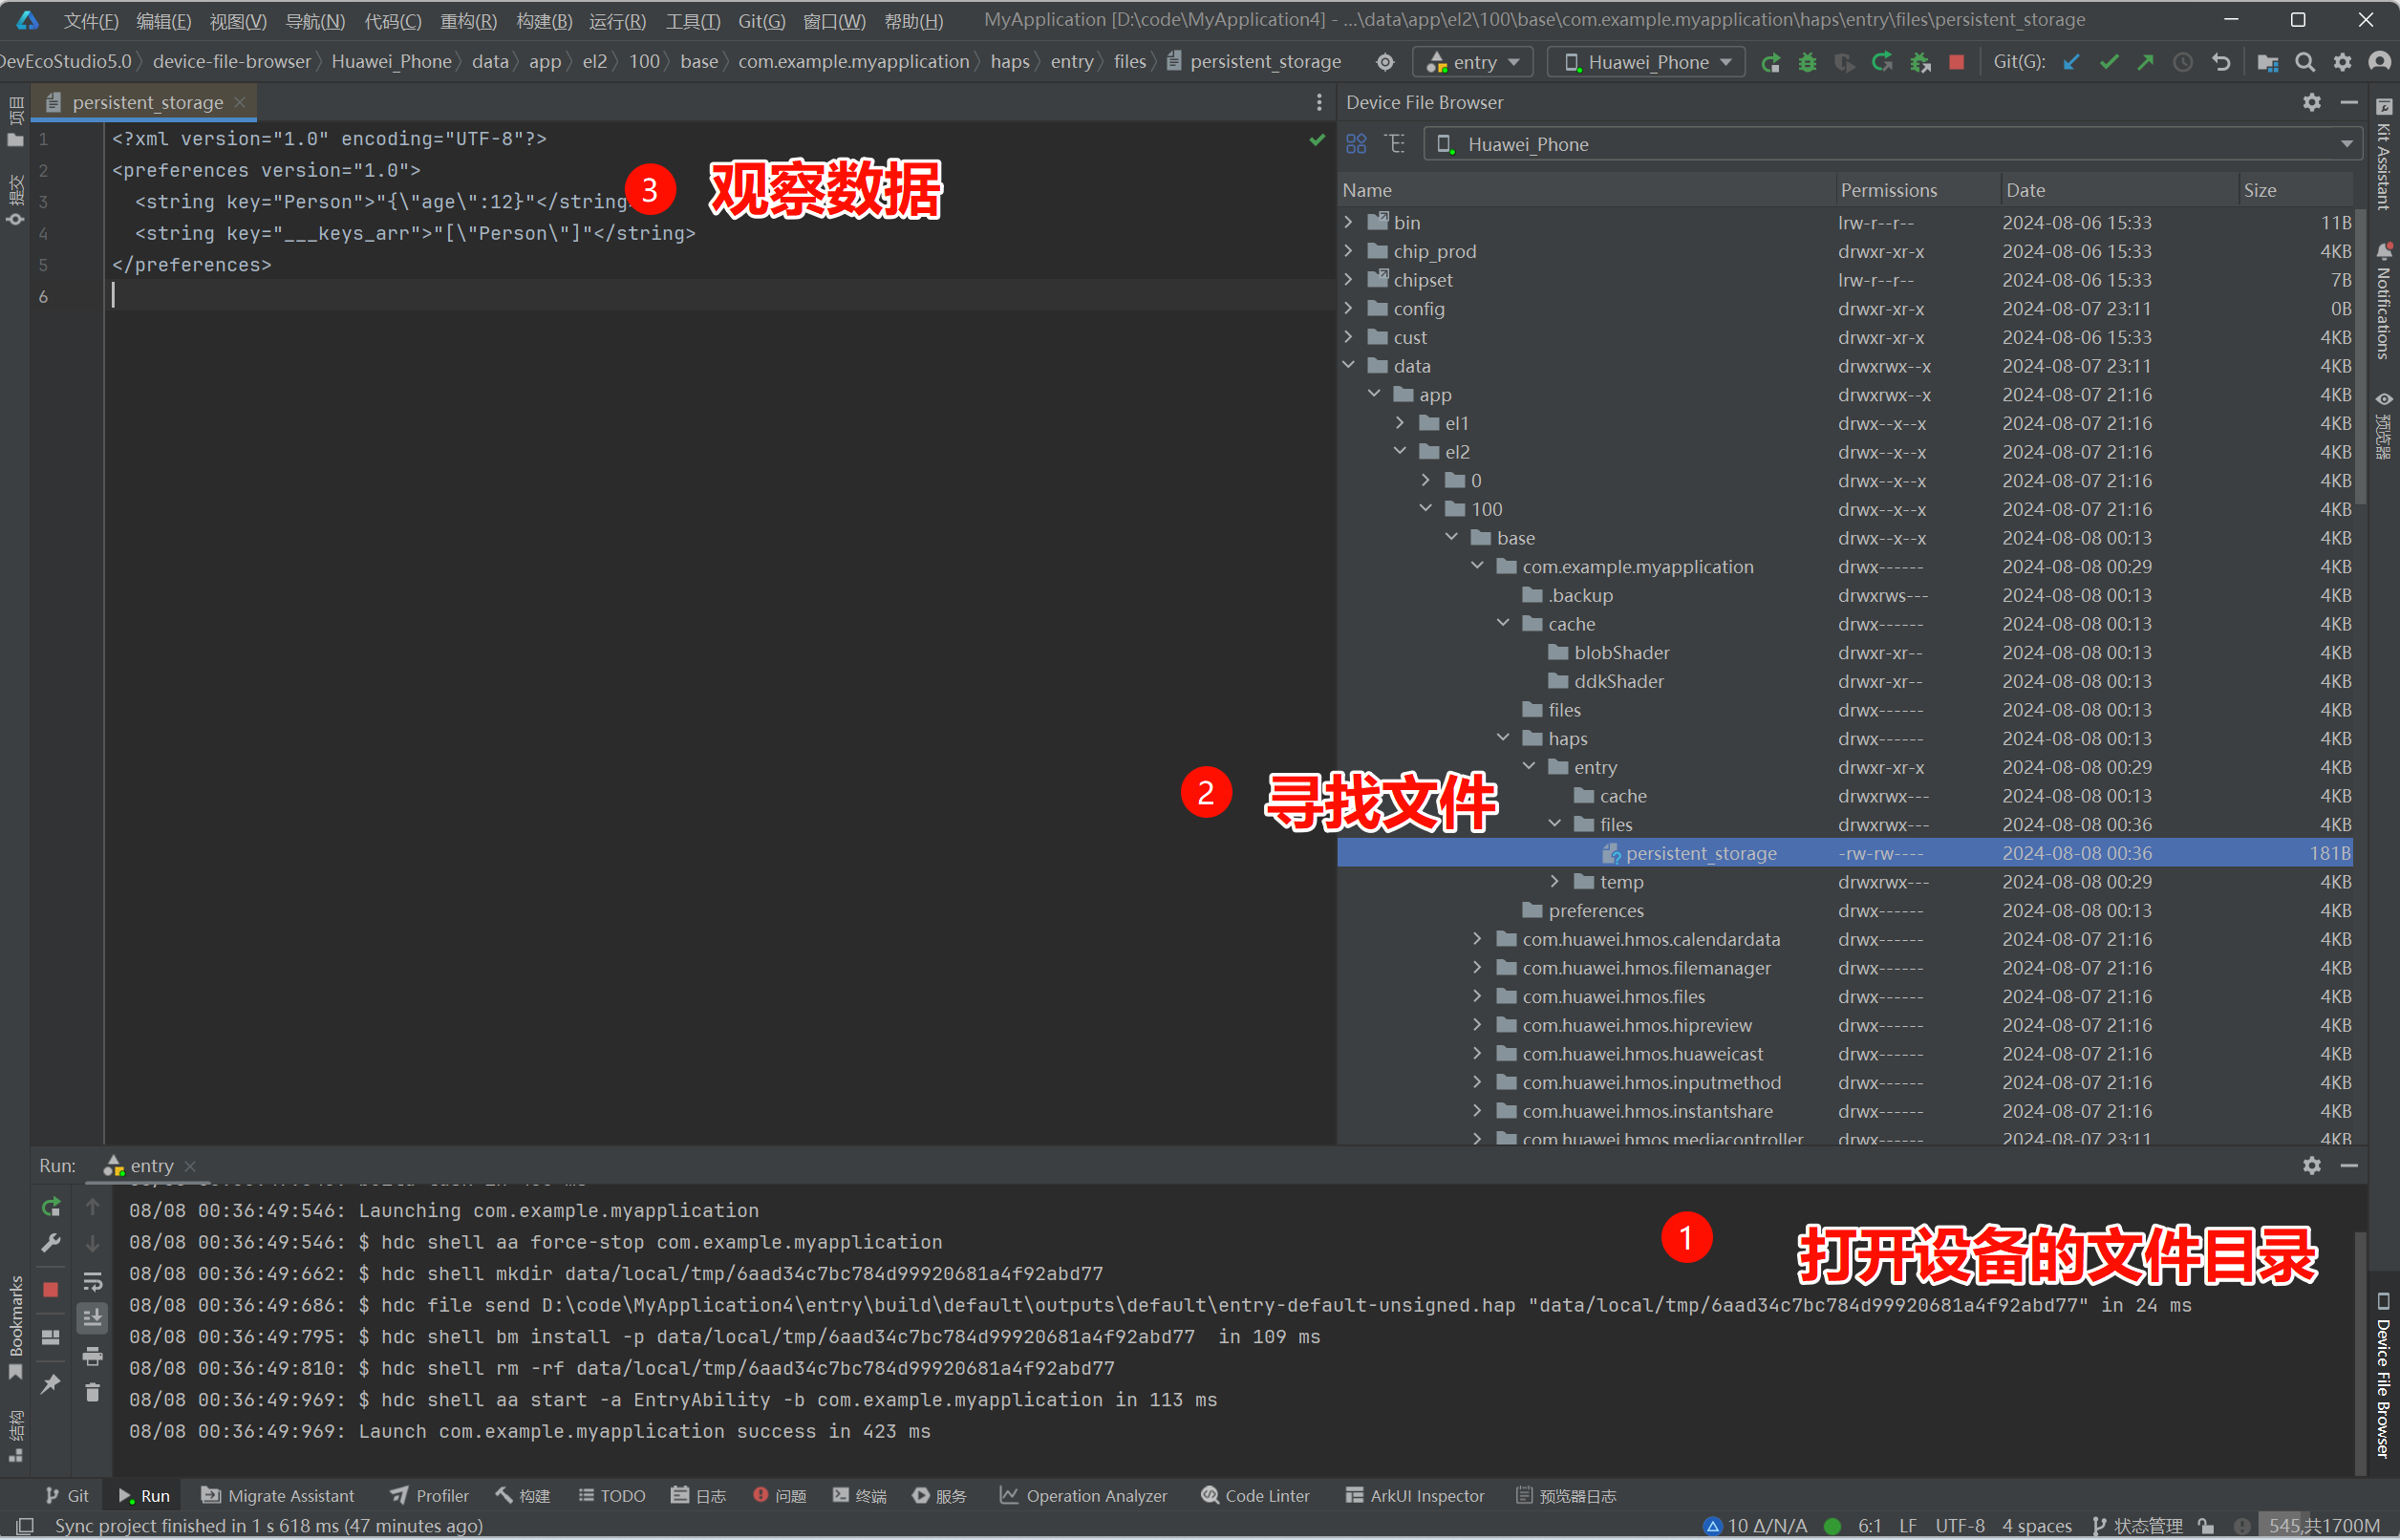 文件(F) 编辑(E) 视图(V) 导航(N) 代码(C) 重构(R) 构建(B) 运行(R) 工具(T) Git(G) 窗口(W) 帮助(H) MyApplication [D:\code\MyApplication4] - ...\data\app\el2\100\base\com.example.myapplication\haps\entry\files\persistent_storage
DevEcoStudio5.0 device-file-browser Huawei_Phone data app el2 100 base com.example.myapplication haps entry files persistent_storage entry Huawei_Phone Git(G):
项目
提交
persistent_storage
1 <?xml version="1.0" encoding="UTF-8"?>
2 <preferences version="1.0">
3 <string key="Person">"{\"age\":12}"</string
4 <string key="___keys_arr">"[\"Person\"]"</string>
5 </preferences>
6
3 观察数据
Device File Browser
Huawei_Phone
Name Permissions Date Size
bin lrw-r--r-- 2024-08-06 15:33 11B
chip_prod drwxr-xr-x 2024-08-06 15:33 4KB
chipset lrw-r--r-- 2024-08-06 15:33 7B
config drwxr-xr-x 2024-08-07 23:11 0B
cust drwxr-xr-x 2024-08-06 15:33 4KB
data drwxrwx--x 2024-08-07 23:11 4KB
app drwxrwx--x 2024-08-07 21:16 4KB
el1 drwx--x--x 2024-08-07 21:16 4KB
el2 drwx--x--x 2024-08-07 21:16 4KB
0 drwx--x--x 2024-08-07 21:16 4KB
100 drwx--x--x 2024-08-07 21:16 4KB
base drwx--x--x 2024-08-08 00:13 4KB
com.example.myapplication drwx------ 2024-08-08 00:29 4KB
.backup drwxrws--- 2024-08-08 00:13 4KB
cache drwx------ 2024-08-08 00:13 4KB
blobShader drwxr-xr-- 2024-08-08 00:13 4KB
ddkShader drwxr-xr-- 2024-08-08 00:13 4KB
files drwx------ 2024-08-08 00:13 4KB
haps drwx------ 2024-08-08 00:13 4KB
entry drwxr-xr-x 2024-08-08 00:29 4KB
cache drwxrwx--- 2024-08-08 00:13 4KB
files drwxrwx--- 2024-08-08 00:36 4KB
persistent_storage -rw-rw---- 2024-08-08 00:36 181B
temp drwxrwx--- 2024-08-08 00:29 4KB
preferences drwx------ 2024-08-08 00:13 4KB
com.huawei.hmos.calendardata drwx------ 2024-08-07 21:16 4KB
com.huawei.hmos.filemanager drwx------ 2024-08-07 21:16 4KB
com.huawei.hmos.files drwx------ 2024-08-07 21:16 4KB
com.huawei.hmos.hipreview drwx------ 2024-08-07 21:16 4KB
com.huawei.hmos.huaweicast drwx------ 2024-08-07 21:16 4KB
com.huawei.hmos.inputmethod drwx------ 2024-08-07 21:16 4KB
com.huawei.hmos.instantshare drwx------ 2024-08-07 21:16 4KB
com.huawei.hmos.mediacontroller drwx------ 2024-08-07 23:11 4KB
2 寻找文件
Kit Assistant
Notifications
预览器
Run: entry
08/08 00:36:49:546: Launching com.example.myapplication
08/08 00:36:49:546: $ hdc shell aa force-stop com.example.myapplication
08/08 00:36:49:662: $ hdc shell mkdir data/local/tmp/6aad34c7bc784d99920681a4f92abd77
08/08 00:36:49:686: $ hdc file send D:\code\MyApplication4\entry\build\default\outputs\default\entry-default-unsigned.hap "data/local/tmp/6aad34c7bc784d99920681a4f92abd77" in 24 ms
08/08 00:36:49:795: $ hdc shell bm install -p data/local/tmp/6aad34c7bc784d99920681a4f92abd77 in 109 ms
08/08 00:36:49:810: $ hdc shell rm -rf data/local/tmp/6aad34c7bc784d99920681a4f92abd77
08/08 00:36:49:969: $ hdc shell aa start -a EntryAbility -b com.example.myapplication in 113 ms
08/08 00:36:49:969: Launch com.example.myapplication success in 423 ms
1 打开设备的文件目录
Bookmarks
结构
Device File Browser
Git Run Migrate Assistant Profiler 构建 TODO 日志 问题 终端 服务 Operation Analyzer Code Linter ArkUI Inspector 预览器日志
Sync project finished in 1 s 618 ms (47 minutes ago) 10 Δ/N/A 6:1 LF UTF-8 4 spaces 状态管理 545,共1700M